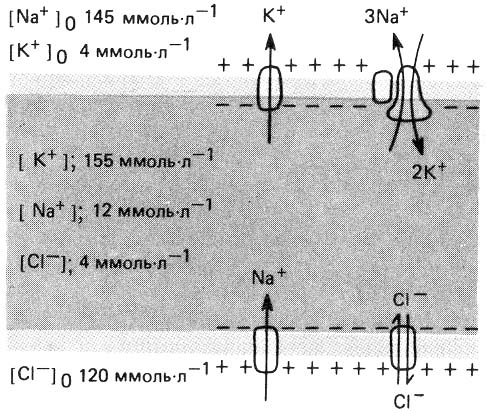 [Na⁺]₀ 145 ммоль·л⁻¹
K⁺
3Na⁺
[K⁺]₀ 4 ммоль·л⁻¹
+ + + + + + + + + +
[K⁺]; 155 ммоль·л⁻¹
2K⁺
[Na⁺]; 12 ммоль·л⁻¹
[Cl⁻]; 4 ммоль·л⁻¹
Na⁺
Cl⁻
[Cl⁻]₀ 120 ммоль·л⁻¹
+ + + + + + + + + + +
Cl⁻